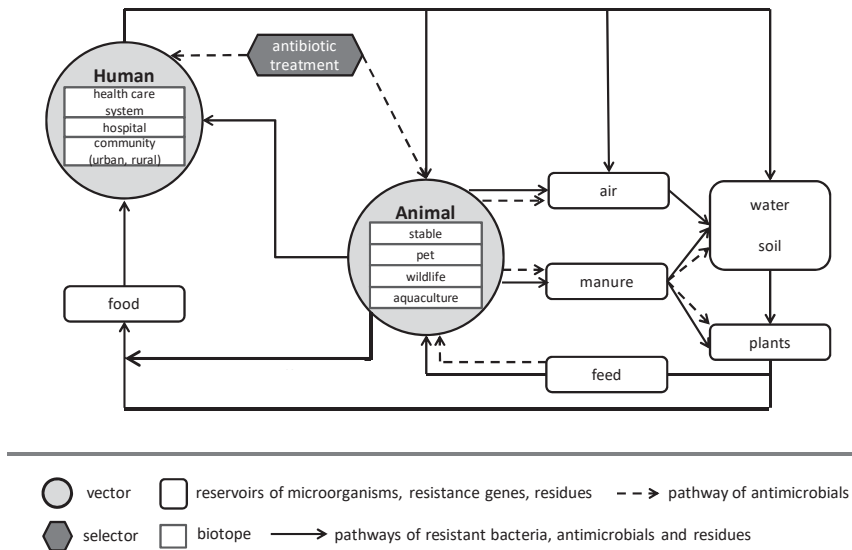 antibiotic
treatment
Human
health care
system
hospital
community
(urban, rural)
Animal
stable
pet
wildlife
aquaculture
air
water
soil
manure
food
plants
feed
vector
reservoirs of microorganisms, resistance genes, residues
pathway of antimicrobials
selector
biotope
pathways of resistant bacteria, antimicrobials and residues